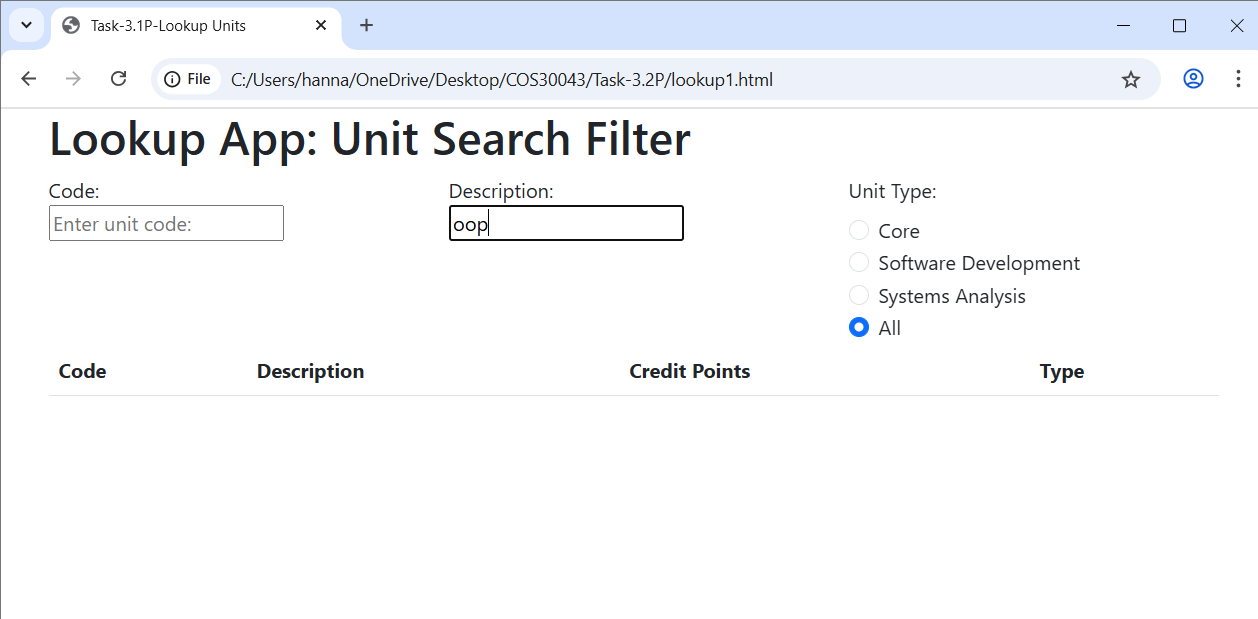 Task-3.1P-Lookup Units
File C:/Users/hanna/OneDrive/Desktop/COS30043/Task-3.2P/lookup1.html
Lookup App: Unit Search Filter
Code:
Enter unit code:
Description:
oop
Unit Type:
Core
Software Development
Systems Analysis
All
Code Description Credit Points Type